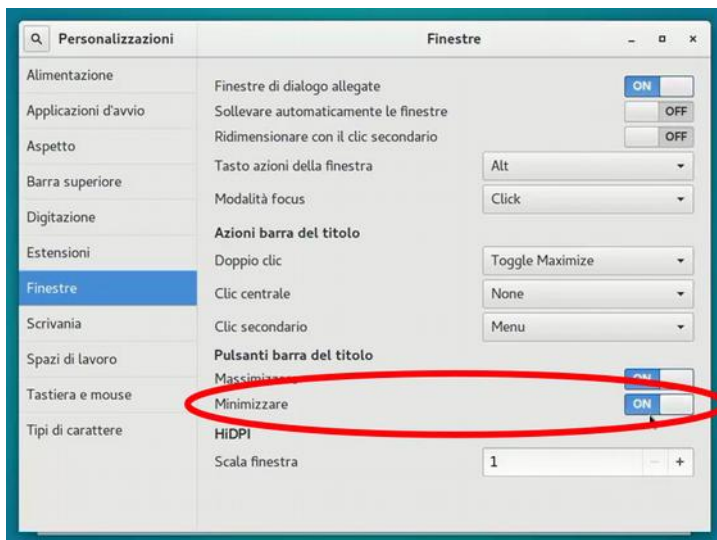 Personalizzazioni
Finestre
Alimentazione
Applicazioni d'avvio
Aspetto
Barra superiore
Digitazione
Estensioni
Finestre
Scrivania
Spazi di lavoro
Tastiera e mouse
Tipi di carattere
Finestre di dialogo allegate ON
Sollevare automaticamente le finestre OFF
Ridimensionare con il clic secondario OFF
Tasto azioni della finestra Alt
Modalità focus Click
Azioni barra del titolo
Doppio clic Toggle Maximize
Clic centrale None
Clic secondario Menu
Pulsanti barra del titolo
Massimizzare ON
Minimizzare ON
HiDPI
Scala finestra 1 - +